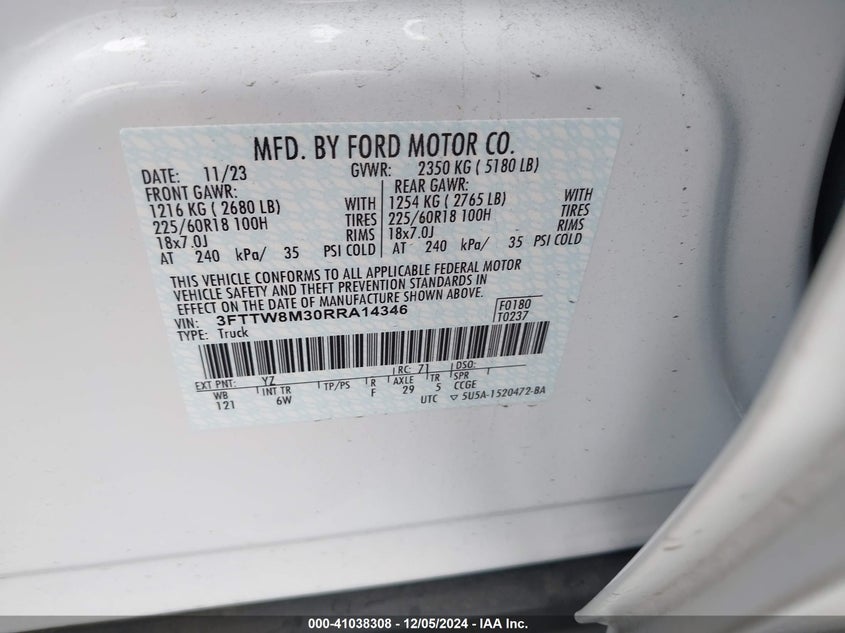 MFD. BY FORD MOTOR CO.
DATE: 11/23 GVWR: 2350 KG ( 5180 LB)
FRONT GAWR: REAR GAWR:
1216 KG ( 2680 LB) WITH 1254 KG ( 2765 LB) WITH
225/60R18 100H TIRES 225/60R18 100H TIRES
18x7.0J RIMS 18x7.0J RIMS
AT 240 kPa/ 35 PSI COLD AT 240 kPa/ 35 PSI COLD
THIS VEHICLE CONFORMS TO ALL APPLICABLE FEDERAL MOTOR
VEHICLE SAFETY AND THEFT PREVENTION STANDARDS IN
EFFECT ON THE DATE OF MANUFACTURE SHOWN ABOVE.
VIN: 3FTTW8M30RRA14346 F0180
TYPE: Truck T0237
EXT PNT: YZ RC: 71 DSO:
WB INT TR TP/PS R AXLE TR SPR
121 6W F 29 5 CCGE
UTC ▽ 5U5A-1520472-BA
000-41038308 - 12/05/2024 - IAA Inc.